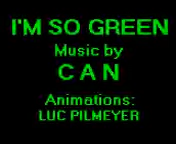 I'M SO GREEN
Music by
C A N
Animations:
LUC PILMEYER